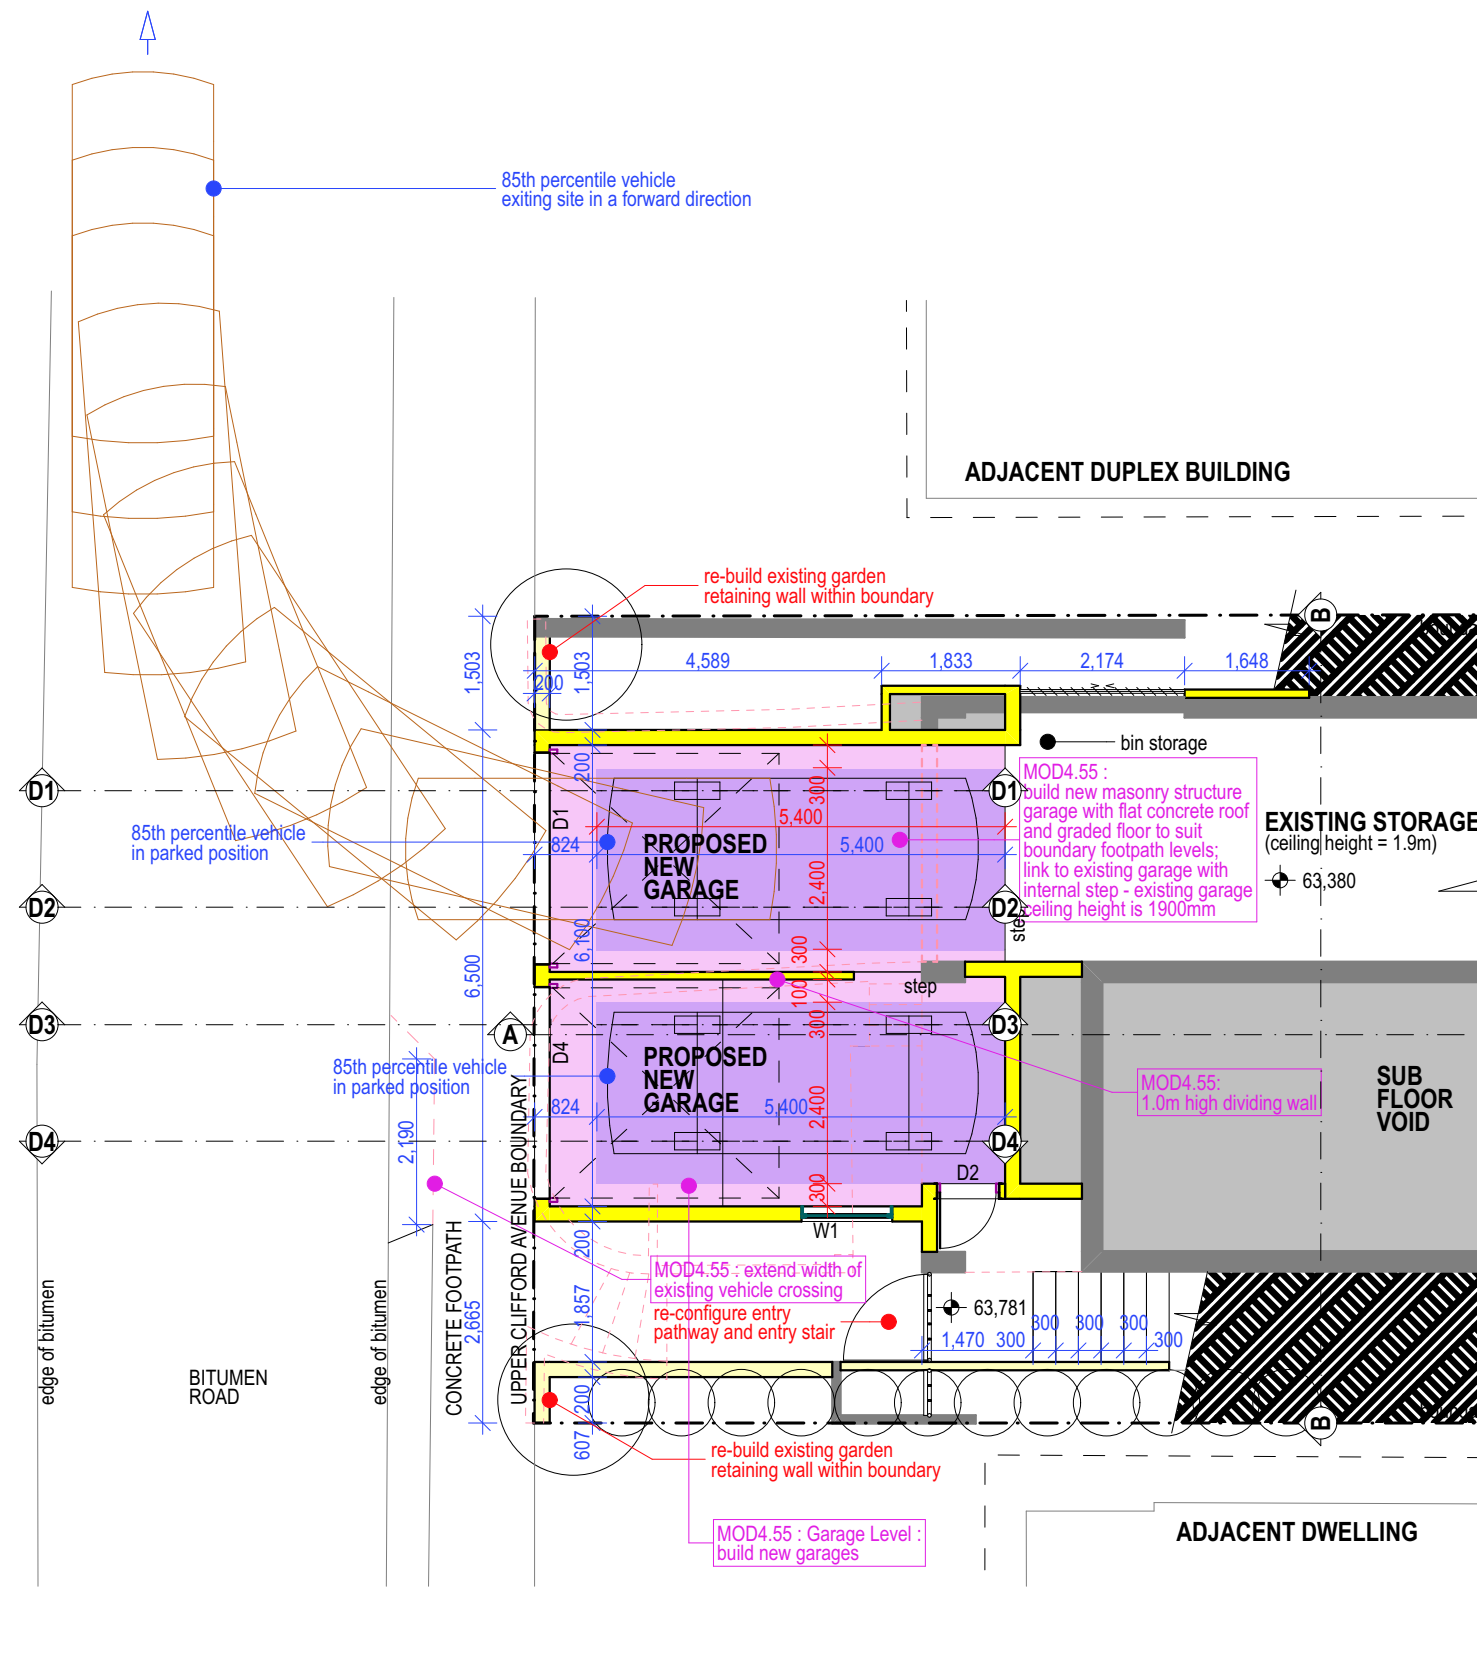 85th percentile vehicle
exiting site in a forward direction
ADJACENT DUPLEX BUILDING
re-build existing garden
retaining wall within boundary
B
1,503
1,503
200
4,589
1,833
2,174
1,648
bin storage
MOD4.55 :
build new masonry structure
garage with flat concrete roof
and graded floor to suit
boundary footpath levels;
link to existing garage with
internal step - existing garage
ceiling height is 1900mm
EXISTING STORAGE
(ceiling height = 1.9m)
63,380
D1
D1
D1
200
300
5,400
85th percentile vehicle
in parked position
824
PROPOSED
NEW
GARAGE
5,400
2,400
D2
D2
step
6,100
300
6,500
step
100
D3
D3
A
300
D4
PROPOSED
NEW
GARAGE
85th percentile vehicle
in parked position
824
5,400
2,400
MOD4.55:
1.0m high dividing wall
SUB
FLOOR
VOID
D4
D4
2,190
D2
300
W1
200
UPPER CLIFFORD AVENUE BOUNDARY
CONCRETE FOOTPATH
edge of bitumen
edge of bitumen
BITUMEN
ROAD
MOD4.55 : extend width of
existing vehicle crossing
re-configure entry
pathway and entry stair
63,781
1,857
2,665
1,470
300
300
300
300
300
200
607
B
re-build existing garden
retaining wall within boundary
MOD4.55 : Garage Level :
build new garages
ADJACENT DWELLING